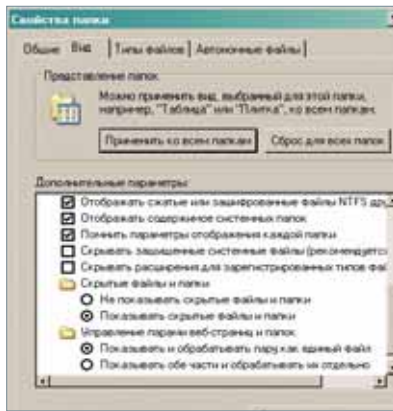 Свойства папки
Общие Вид Типы файлов Автономные файлы
Представление папок
Можно применить вид, выбранный для этой папки,
например, "Таблица" или "Плитка", ко всем папкам.
Применить ко всем папкам Сброс для всех папок
Дополнительные параметры:
Отображать сжатые или зашифрованные файлы NTFS дру
Отображать содержимое системных папок
Помнить параметры отображения каждой папки
Скрывать защищенные системные файлы (рекомендуетс
Скрывать расширения для зарегистрированных типов фай
Скрытые файлы и папки
Не показывать скрытые файлы и папки
Показывать скрытые файлы и папки
Управление парами веб-страниц и папок
Показывать и обрабатывать пару как единый файл
Показывать обе части и обрабатывать их отдельно